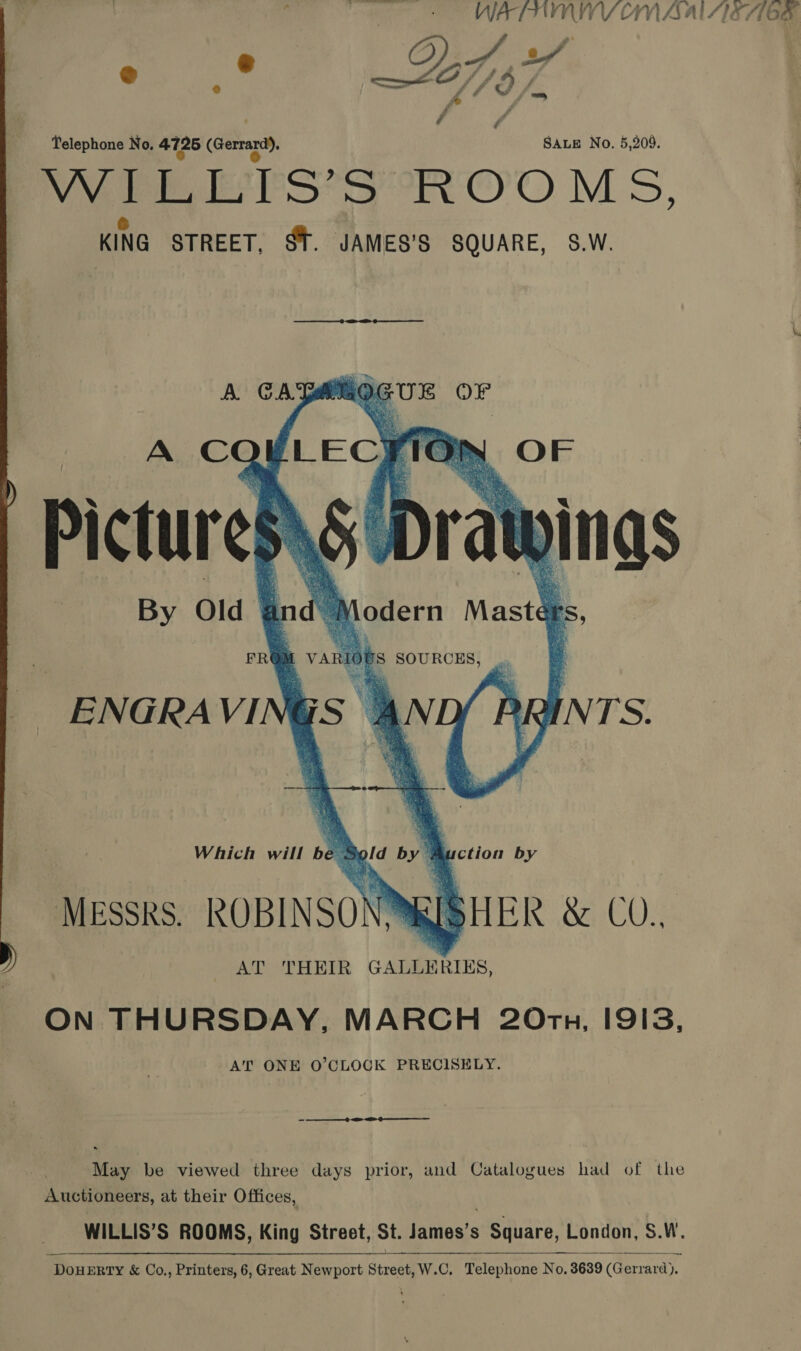 Telephone No. 4725 (Gerrard). SALE No. 5,209.
WILLIS'S ROOMS,
KING STREET, ST. JAMES'S SQUARE, S.W.
A CATALOGUE OF
A COLLECTION OF
Pictures & Drawings
By Old and Modern Masters,
FROM VARIOUS SOURCES,
ENGRAVINGS AND PRINTS.
Which will be Sold by Auction by
MESSRS. ROBINSON, FISHER & CO.,
AT THEIR GALLERIES,
ON THURSDAY, MARCH 20TH, 1913,
AT ONE O'CLOCK PRECISELY.
May be viewed three days prior, and Catalogues had of the
Auctioneers, at their Offices,
WILLIS'S ROOMS, King Street, St. James's Square, London, S.W.
DOHERTY & Co., Printers, 6, Great Newport Street, W.C. Telephone No. 3639 (Gerrard).